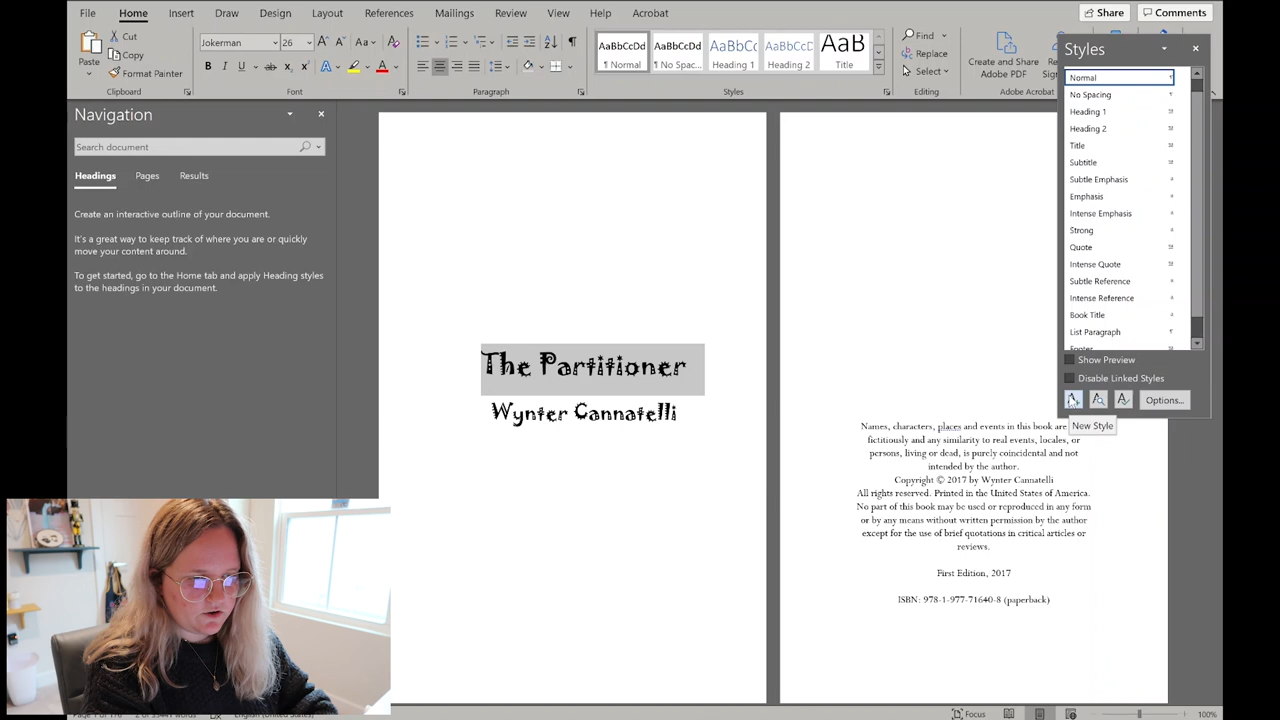 File Home Insert Draw Design Layout References Mailings Review View Help Acrobat
Share Comments
Paste
Cut
Copy
Format Painter
Clipboard
Jokerman 26
Font
Paragraph
AaBbCcDd AaBbCcDd AaBbCc AaBbCcD AaB
¶ Normal ¶ No Spac... Heading 1 Heading 2 Title
Styles
Find
Replace
Select
Editing
Create and Share
Adobe PDF
Adobe Acrobat
Navigation
Search document
Headings Pages Results
Create an interactive outline of your document.
It's a great way to keep track of where you are or quickly
move your content around.
To get started, go to the Home tab and apply Heading styles
to the headings in your document.
The Partitioner
Wynter Cannatelli
Names, characters, places and events in this book are
fictitiously and any similarity to real events, locales, or
persons, living or dead, is purely coincidental and not
intended by the author.
Copyright © 2017 by Wynter Cannatelli
All rights reserved. Printed in the United States of America.
No part of this book may be used or reproduced in any form
or by any means without written permission by the author
except for the use of brief quotations in critical articles or
reviews.
First Edition, 2017
ISBN: 978-1-977-71640-8 (paperback)
Styles
Normal
No Spacing
Heading 1
Heading 2
Title
Subtitle
Subtle Emphasis
Emphasis
Intense Emphasis
Strong
Quote
Intense Quote
Subtle Reference
Intense Reference
Book Title
List Paragraph
Footer
Show Preview
Disable Linked Styles
Options...
New Style
Focus
100%